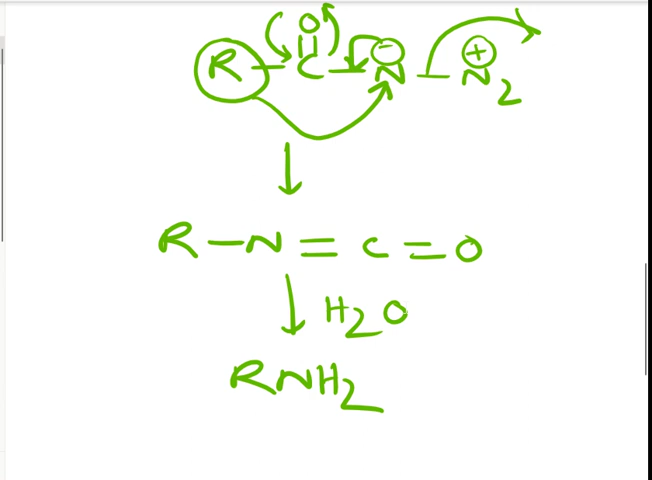 O
R – C – N⊖ – N₂⊕
R – N = C = O
H₂O
RNH₂